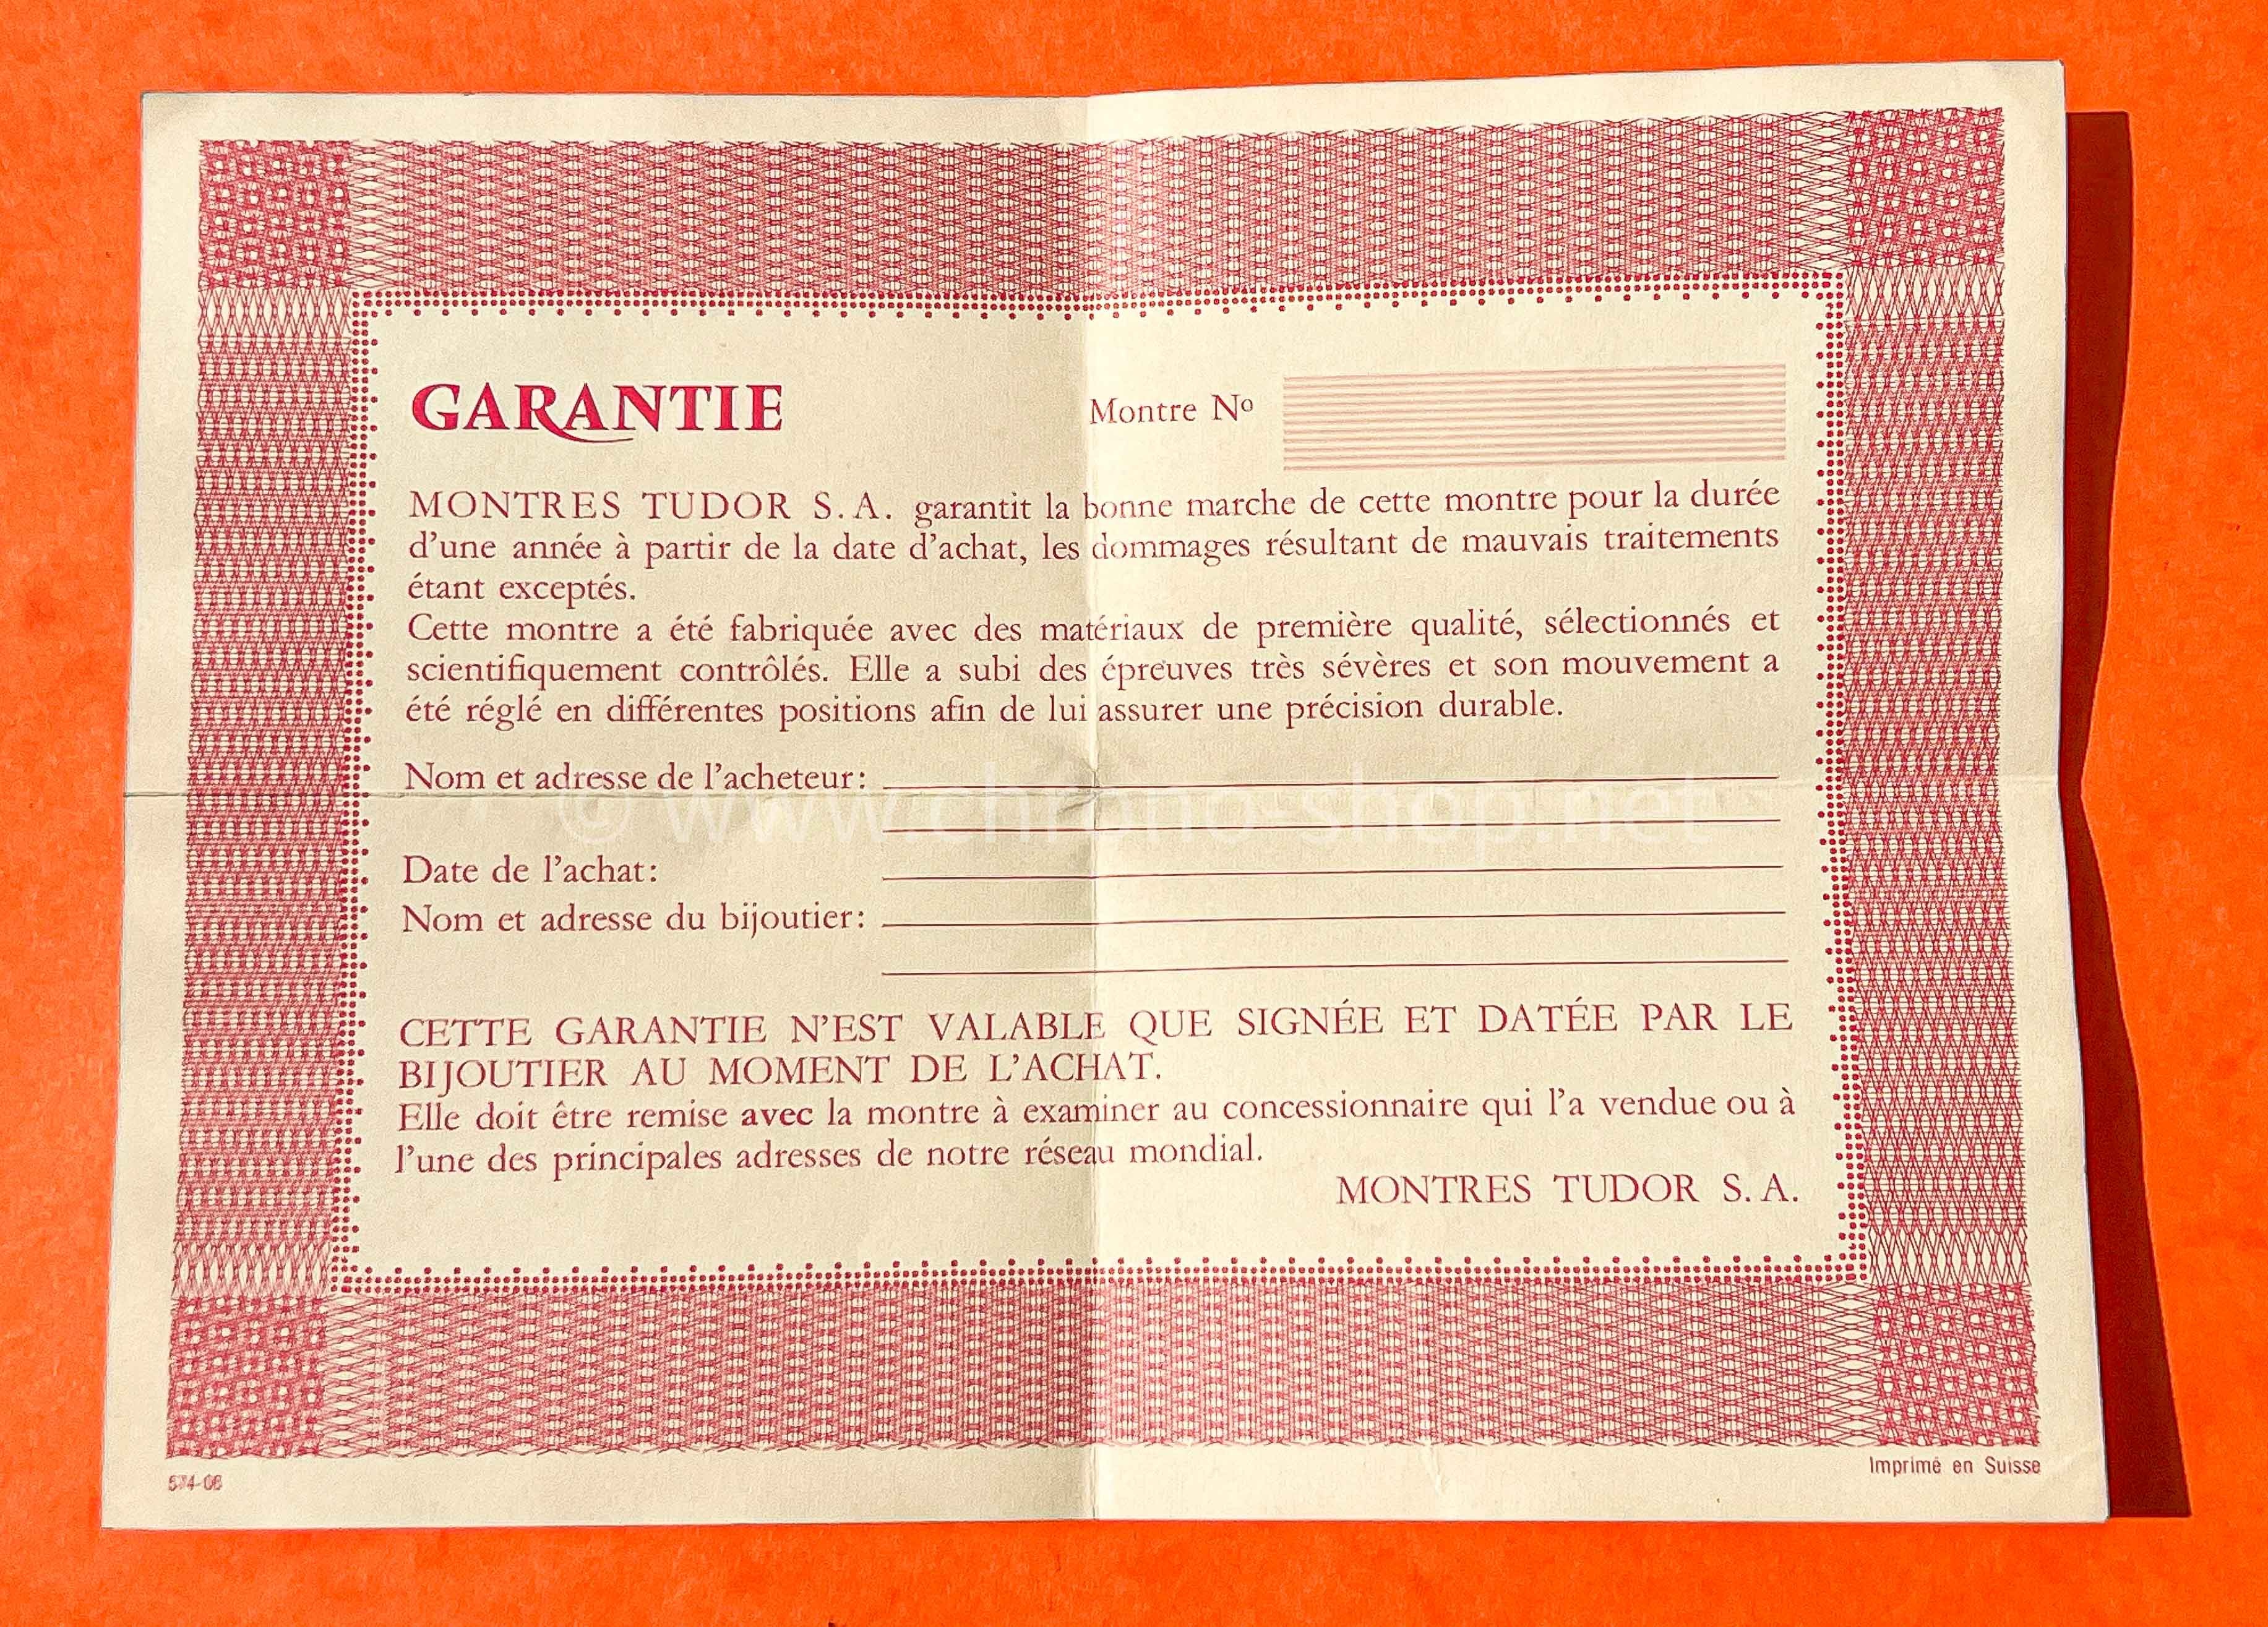 GARANTIE
Montre Nº
MONTRES TUDOR S.A. garantit la bonne marche de cette montre pour la durée
d'une année à partir de la date d'achat, les dommages résultant de mauvais traitements
étant exceptés.
Cette montre a été fabriquée avec des matériaux de première qualité, sélectionnés et
scientifiquement contrôlés. Elle a subi des épreuves très sévères et son mouvement a
été réglé en différentes positions afin de lui assurer une précision durable.
Nom et adresse de l'acheteur:
© www.chrono-shop.net
Date de l'achat:
Nom et adresse du bijoutier:
CETTE GARANTIE N'EST VALABLE QUE SIGNÉE ET DATÉE PAR LE
BIJOUTIER AU MOMENT DE L'ACHAT.
Elle doit être remise avec la montre à examiner au concessionnaire qui l'a vendue ou à
l'une des principales adresses de notre réseau mondial.
MONTRES TUDOR S.A.
Imprimé en Suisse